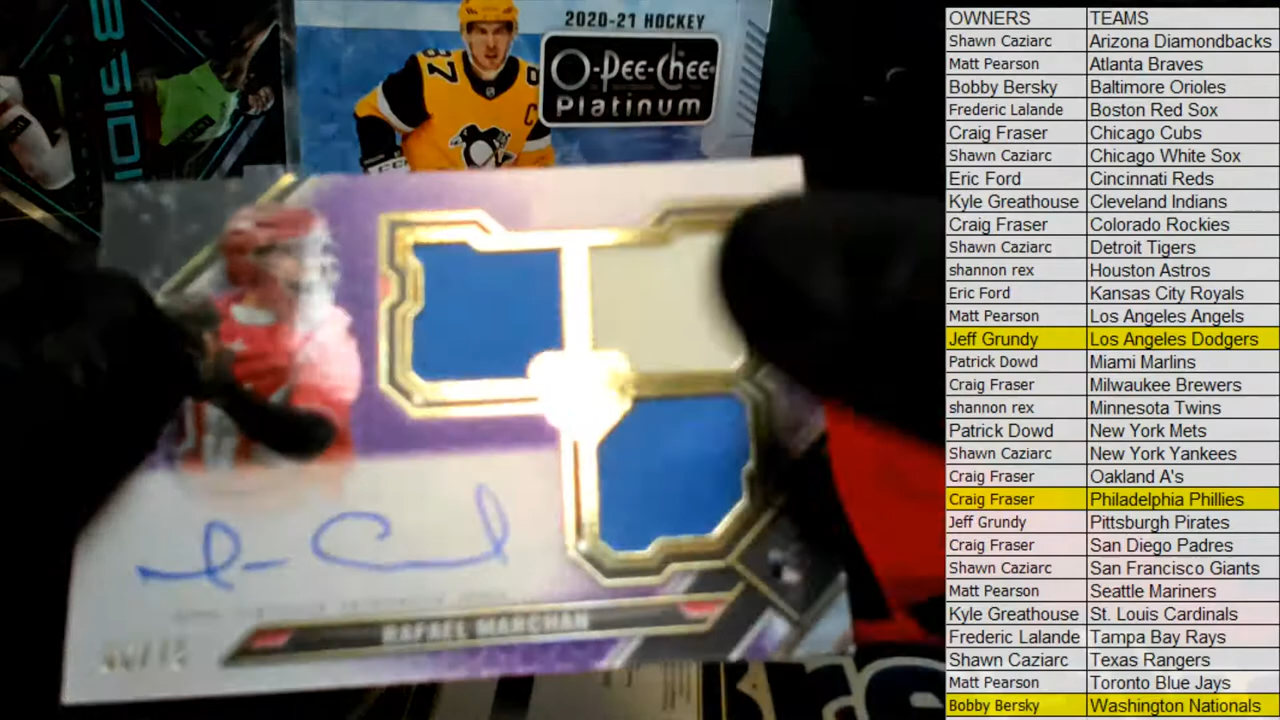 2020-21 HOCKEY
O-PEE-CHEE
Platinum
87
C
RAFAEL MARCHAN
OWNERS TEAMS
Shawn Caziarc Arizona Diamondbacks
Matt Pearson Atlanta Braves
Bobby Bersky Baltimore Orioles
Frederic Lalande Boston Red Sox
Craig Fraser Chicago Cubs
Shawn Caziarc Chicago White Sox
Eric Ford Cincinnati Reds
Kyle Greathouse Cleveland Indians
Craig Fraser Colorado Rockies
Shawn Caziarc Detroit Tigers
shannon rex Houston Astros
Eric Ford Kansas City Royals
Matt Pearson Los Angeles Angels
Jeff Grundy Los Angeles Dodgers
Patrick Dowd Miami Marlins
Craig Fraser Milwaukee Brewers
shannon rex Minnesota Twins
Patrick Dowd New York Mets
Shawn Caziarc New York Yankees
Craig Fraser Oakland A's
Craig Fraser Philadelphia Phillies
Jeff Grundy Pittsburgh Pirates
Craig Fraser San Diego Padres
Shawn Caziarc San Francisco Giants
Matt Pearson Seattle Mariners
Kyle Greathouse St. Louis Cardinals
Frederic Lalande Tampa Bay Rays
Shawn Caziarc Texas Rangers
Matt Pearson Toronto Blue Jays
Bobby Bersky Washington Nationals